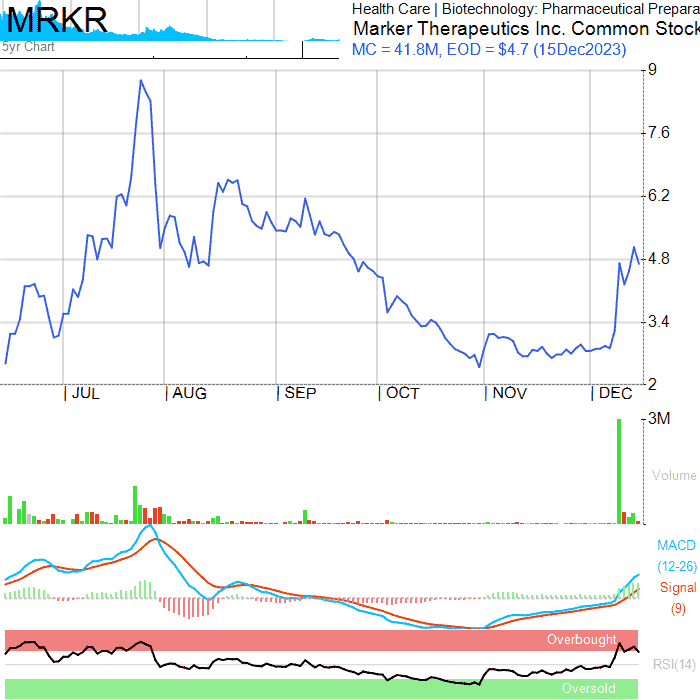 MRKR
5yr Chart
Health Care | Biotechnology: Pharmaceutical Prepara
Marker Therapeutics Inc. Common Stock
MC = 41.8M, EOD = $4.7 (15Dec2023)
9
7.6
6.2
4.8
3.4
2
JUL
AUG
SEP
OCT
NOV
DEC
3M
Volume
MACD
(12-26)
Signal
(9)
Overbought
RSI(14)
Oversold